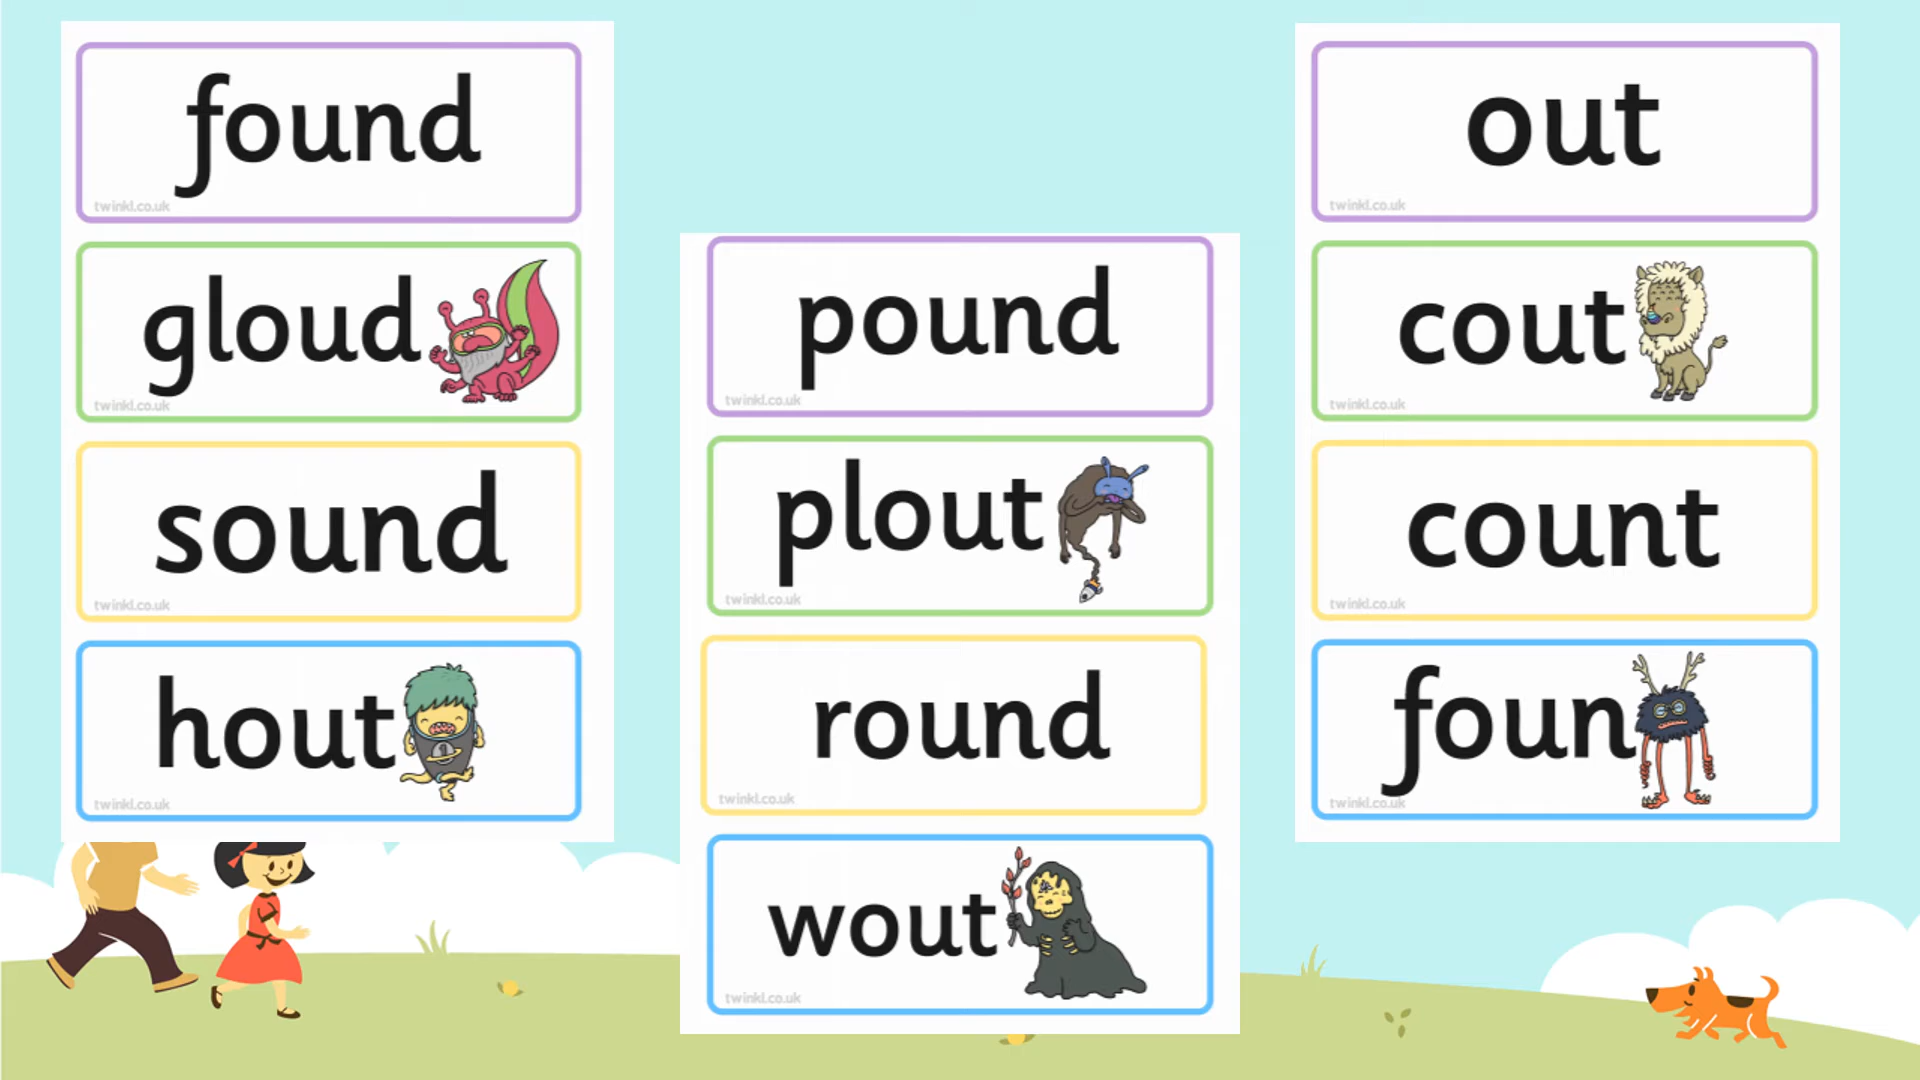 found
twinkl.co.uk
gloud
twinkl.co.uk
sound
twinkl.co.uk
hout
twinkl.co.uk
pound
twinkl.co.uk
plout
twinkl.co.uk
round
twinkl.co.uk
wout
twinkl.co.uk
out
twinkl.co.uk
cout
twinkl.co.uk
count
twinkl.co.uk
foun
twinkl.co.uk